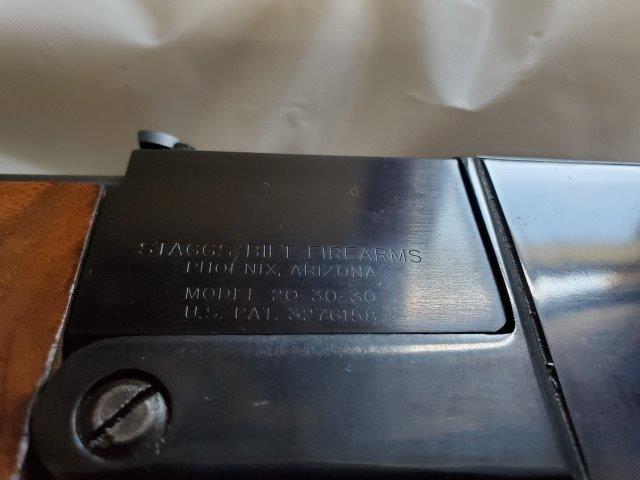 STAGGS/BILT FIREARMS
PHOENIX, ARIZONA
MODEL 20-30-30
U.S. PAT. 3276158